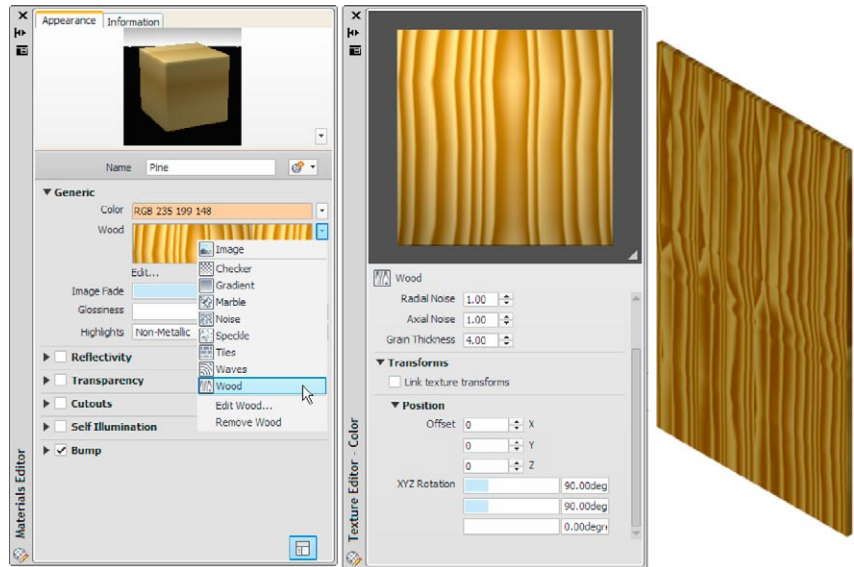 Appearance Information
Name Pine
Generic
Color RGB 235 199 148
Wood
Image
Checker
Edit...
Gradient
Image Fade
Marble
Noise
Glossiness
Speckle
Highlights Non-Metallic
Tiles
Waves
Wood
Edit Wood...
Remove Wood
Reflectivity
Transparency
Cutouts
Self Illumination
Bump
Materials Editor
Wood
Radial Noise 1.00
Axial Noise 1.00
Grain Thickness 4.00
Transforms
Link texture transforms
Position
Offset 0 X
0 Y
0 Z
XYZ Rotation 90.00deg
90.00deg
0.00degr
Texture Editor - Color